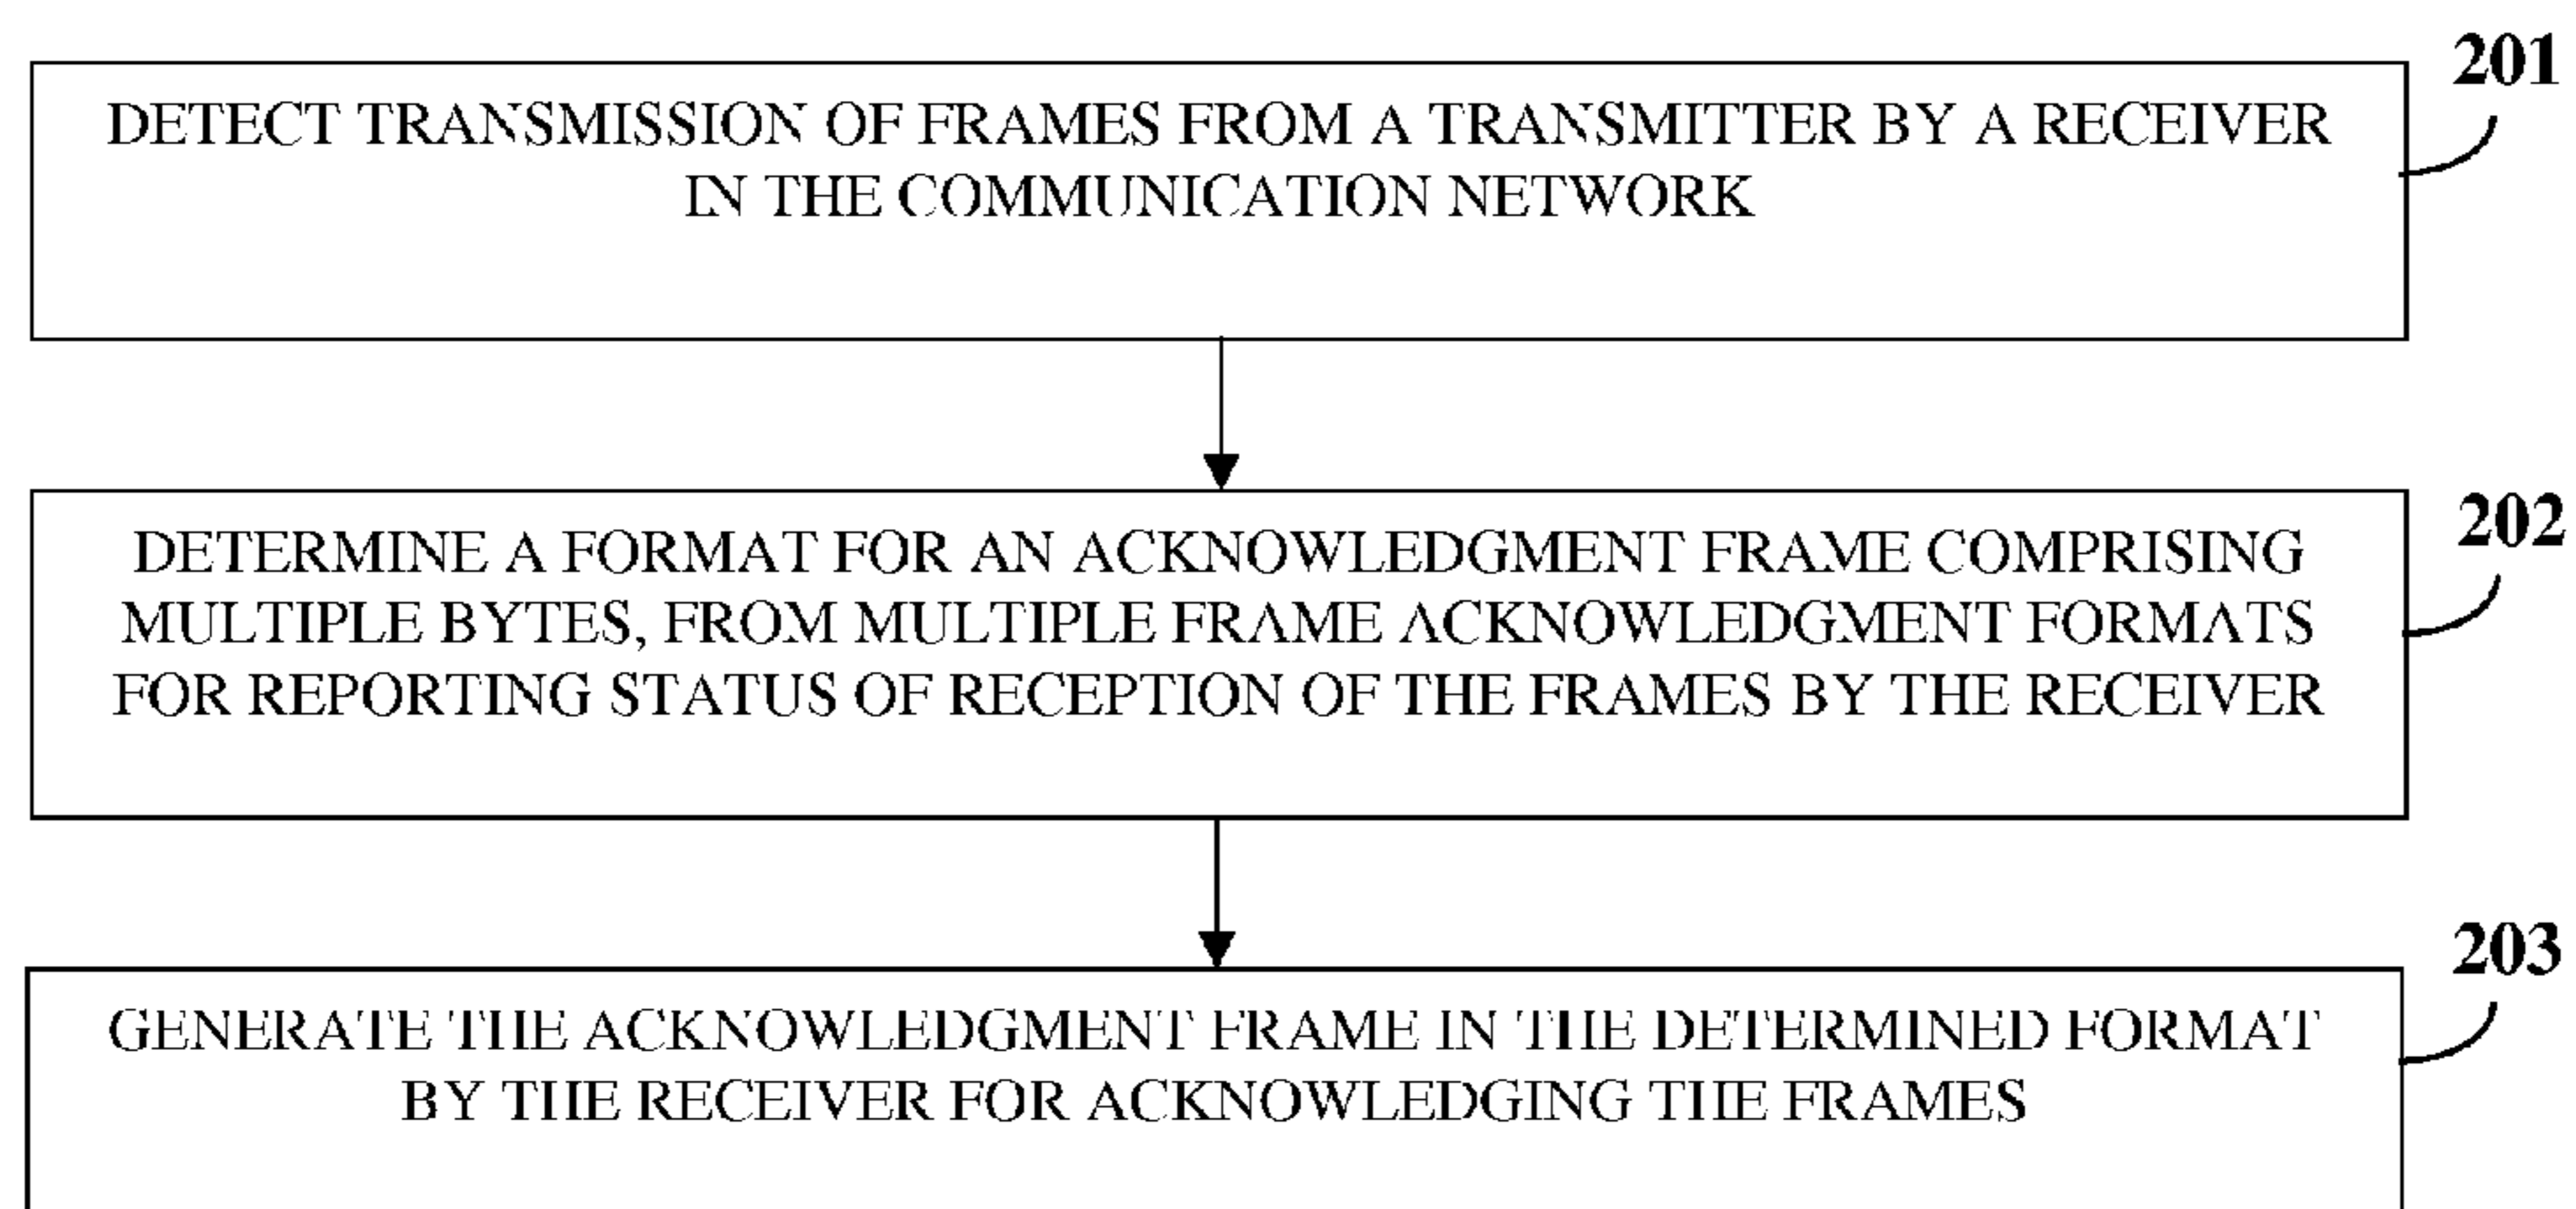 201
DETECT TRANSMISSION OF FRAMES FROM A TRANSMITTER BY A RECEIVER
IN THE COMMUNICATION NETWORK
202
DETERMINE A FORMAT FOR AN ACKNOWLEDGMENT FRAME COMPRISING
MULTIPLE BYTES, FROM MULTIPLE FRAME ACKNOWLEDGMENT FORMATS
FOR REPORTING STATUS OF RECEPTION OF THE FRAMES BY THE RECEIVER
203
GENERATE THE ACKNOWLEDGMENT FRAME IN THE DETERMINED FORMAT
BY THE RECEIVER FOR ACKNOWLEDGING THE FRAMES